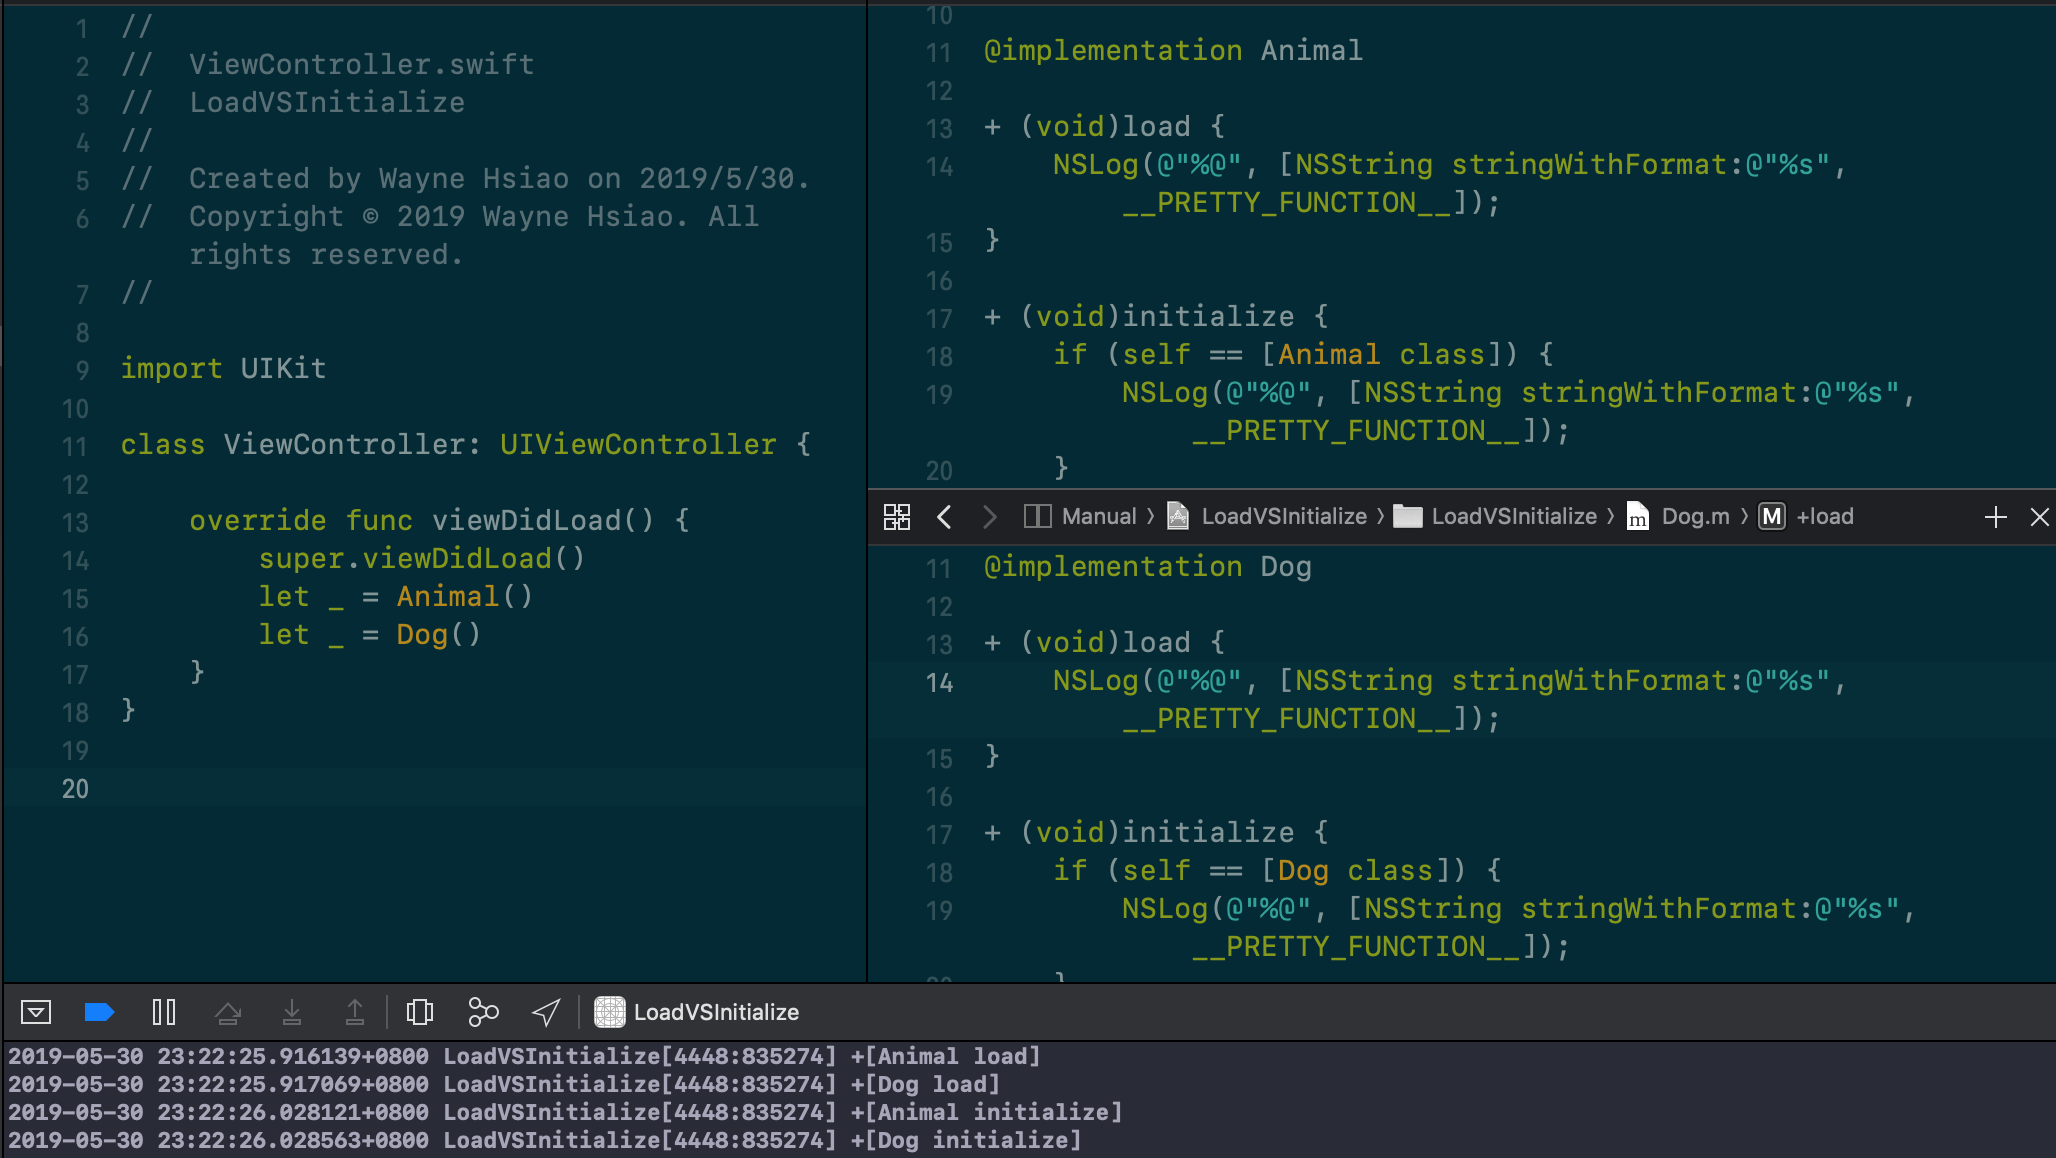 1 //
2 //  ViewController.swift
3 //  LoadVSInitialize
4 //
5 //  Created by Wayne Hsiao on 2019/5/30.
6 //  Copyright © 2019 Wayne Hsiao. All
rights reserved.
7 //
8
9 import UIKit
10
11 class ViewController: UIViewController {
12
13     override func viewDidLoad() {
14         super.viewDidLoad()
15         let _ = Animal()
16         let _ = Dog()
17     }
18 }
19
20
10
11 @implementation Animal
12
13 + (void)load {
14     NSLog(@"%@", [NSString stringWithFormat:@"%s",
__PRETTY_FUNCTION__]);
15 }
16
17 + (void)initialize {
18     if (self == [Animal class]) {
19         NSLog(@"%@", [NSString stringWithFormat:@"%s",
__PRETTY_FUNCTION__]);
20     }
Manual 〉 LoadVSInitialize 〉 LoadVSInitialize 〉 m Dog.m 〉 M +load
11 @implementation Dog
12
13 + (void)load {
14     NSLog(@"%@", [NSString stringWithFormat:@"%s",
__PRETTY_FUNCTION__]);
15 }
16
17 + (void)initialize {
18     if (self == [Dog class]) {
19         NSLog(@"%@", [NSString stringWithFormat:@"%s",
__PRETTY_FUNCTION__]);
20     }
LoadVSInitialize
2019-05-30 23:22:25.916139+0800 LoadVSInitialize[4448:835274] +[Animal load]
2019-05-30 23:22:25.917069+0800 LoadVSInitialize[4448:835274] +[Dog load]
2019-05-30 23:22:26.028121+0800 LoadVSInitialize[4448:835274] +[Animal initialize]
2019-05-30 23:22:26.028563+0800 LoadVSInitialize[4448:835274] +[Dog initialize]